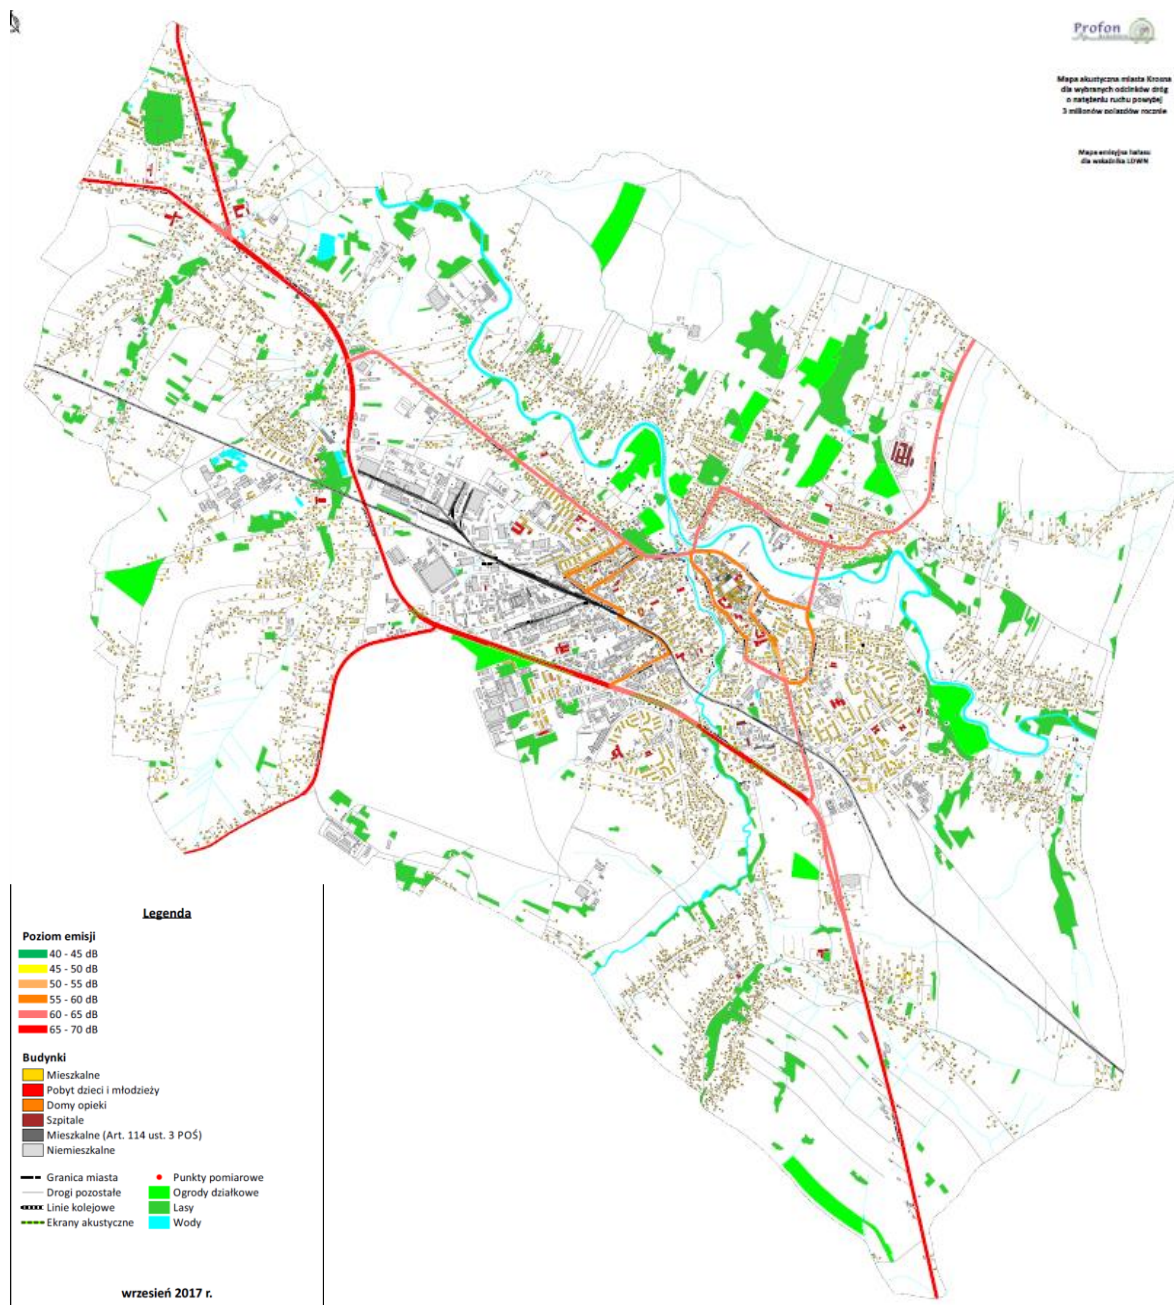 Profon
Mapa akustyczna miasta Krosna
dla wybranych odcinków dróg
o natężeniu ruchu powyżej
3 milionów pojazdów rocznie
Mapa emisyjna hałasu
dla wskaźnika LDWN
Legenda
Poziom emisji
40 - 45 dB
45 - 50 dB
50 - 55 dB
55 - 60 dB
60 - 65 dB
65 - 70 dB
Budynki
Mieszkalne
Pobyt dzieci i młodzieży
Domy opieki
Szpitale
Mieszkalne (Art. 114 ust. 3 POŚ)
Niemieszkalne
Granica miasta
Punkty pomiarowe
Drogi pozostałe
Ogrody działkowe
Linie kolejowe
Lasy
Ekrany akustyczne
Wody
wrzesień 2017 r.